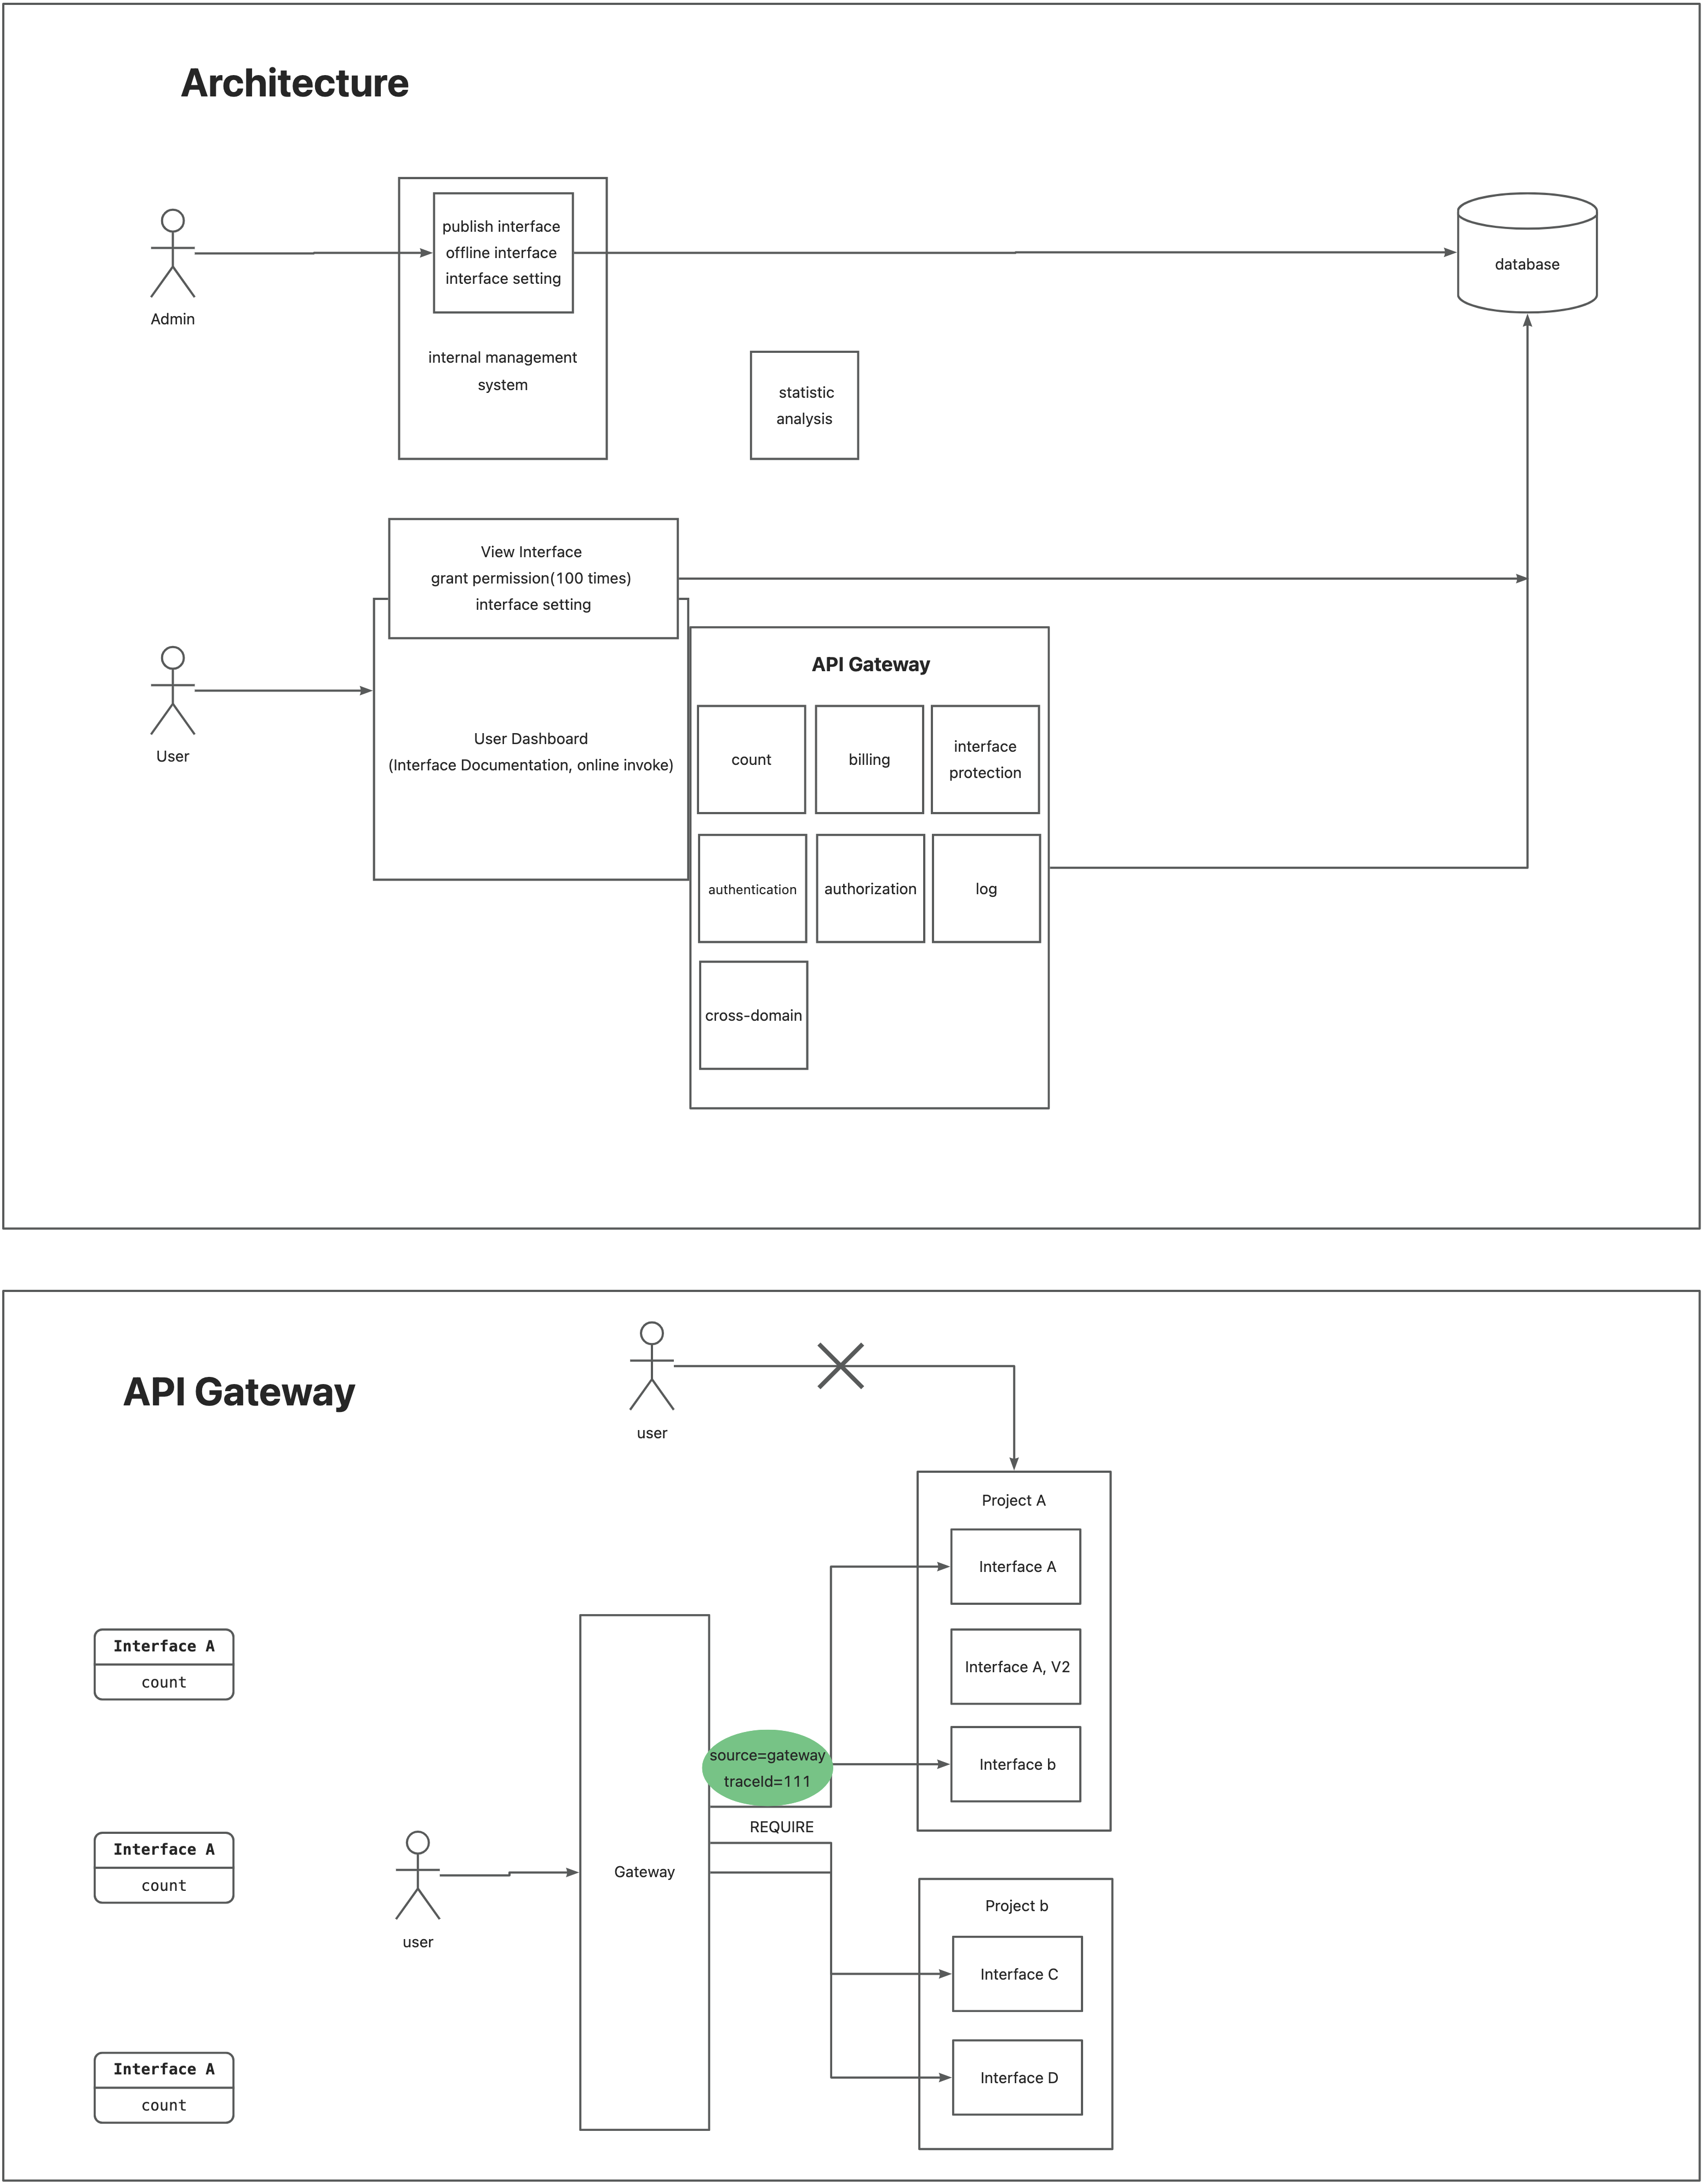 Architecture
publish interface
offline interface
interface setting
Admin
internal management
system
database
statistic
analysis
View Interface
grant permission(100 times)
interface setting
User
User Dashboard
(Interface Documentation, online invoke)
API Gateway
count
billing
interface
protection
authentication
authorization
log
cross-domain
API Gateway
user
Project A
Interface A
Interface A, V2
Interface b
Interface A
count
source=gateway
traceId=111
REQUIRE
Interface A
count
user
Gateway
Project b
Interface C
Interface D
Interface A
count